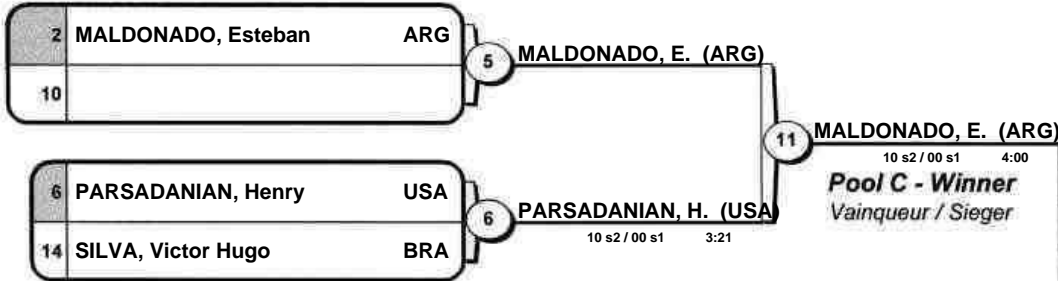 2 MALDONADO, Esteban ARG
10
5
MALDONADO, E. (ARG)
6 PARSADANIAN, Henry USA
14 SILVA, Victor Hugo BRA
6
PARSADANIAN, H. (USA)
10 s2 / 00 s1 3:21
11
MALDONADO, E. (ARG)
10 s2 / 00 s1 4:00
Pool C - Winner
Vainqueur / Sieger